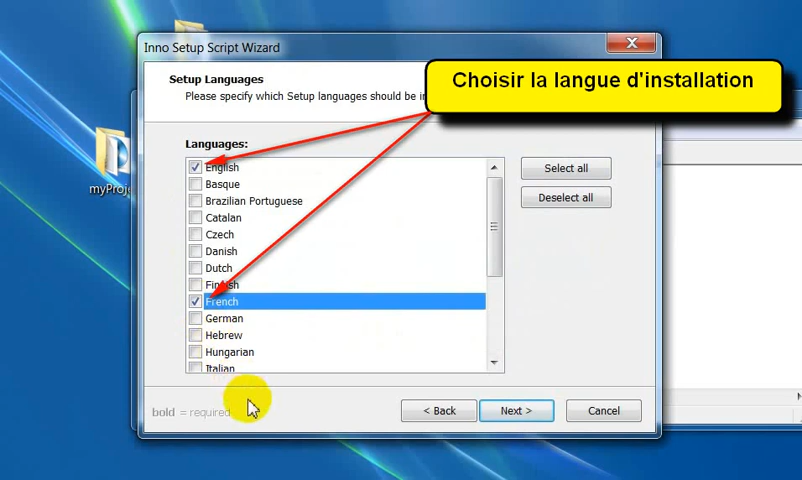 Inno Setup Script Wizard
Setup Languages
Choisir la langue d'installation
Please specify which Setup languages should be
Languages:
English
Basque
Brazilian Portuguese
Catalan
Czech
Danish
Dutch
Finnish
French
German
Hebrew
Hungarian
Italian
Select all
Deselect all
bold = required
< Back
Next >
Cancel